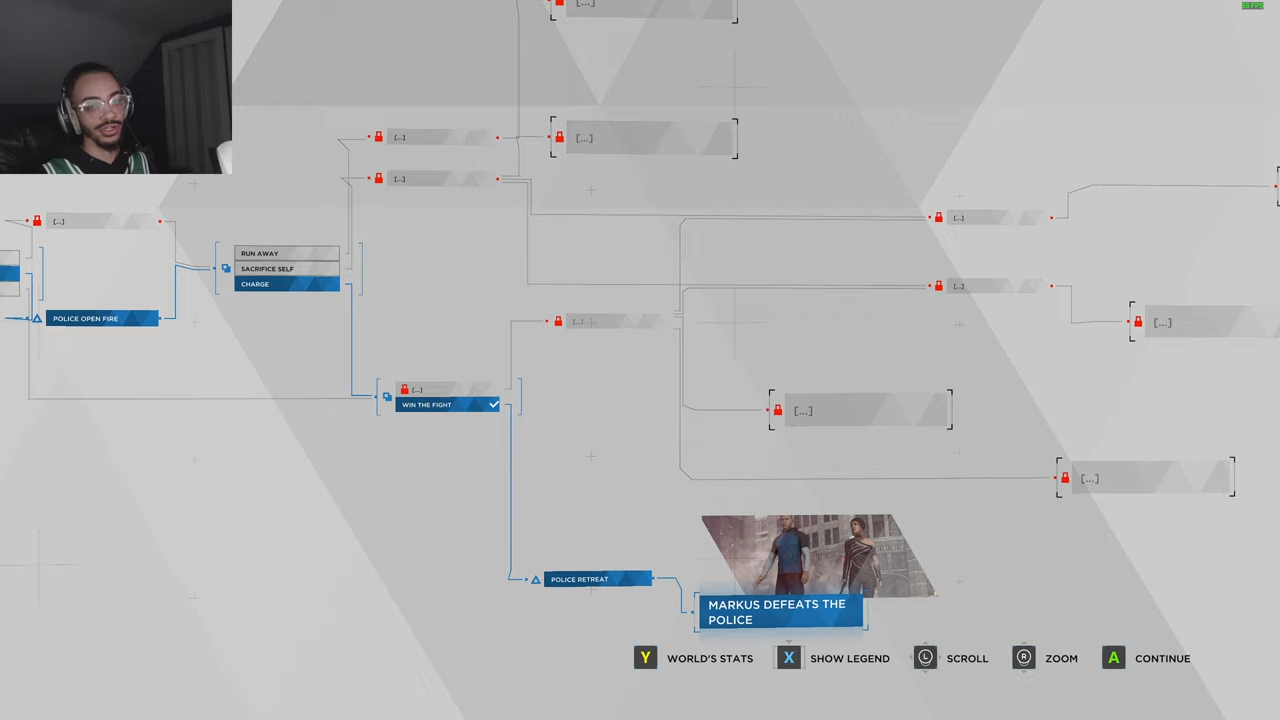 [...]
[...]
[...]
[...]
[...]
RUN AWAY
SACRIFICE SELF
CHARGE
POLICE OPEN FIRE
[...]
[...]
[...]
[...]
[...]
WIN THE FIGHT
[...]
[...]
POLICE RETREAT
MARKUS DEFEATS THE
POLICE
Y WORLD'S STATS
X SHOW LEGEND
L SCROLL
R ZOOM
A CONTINUE